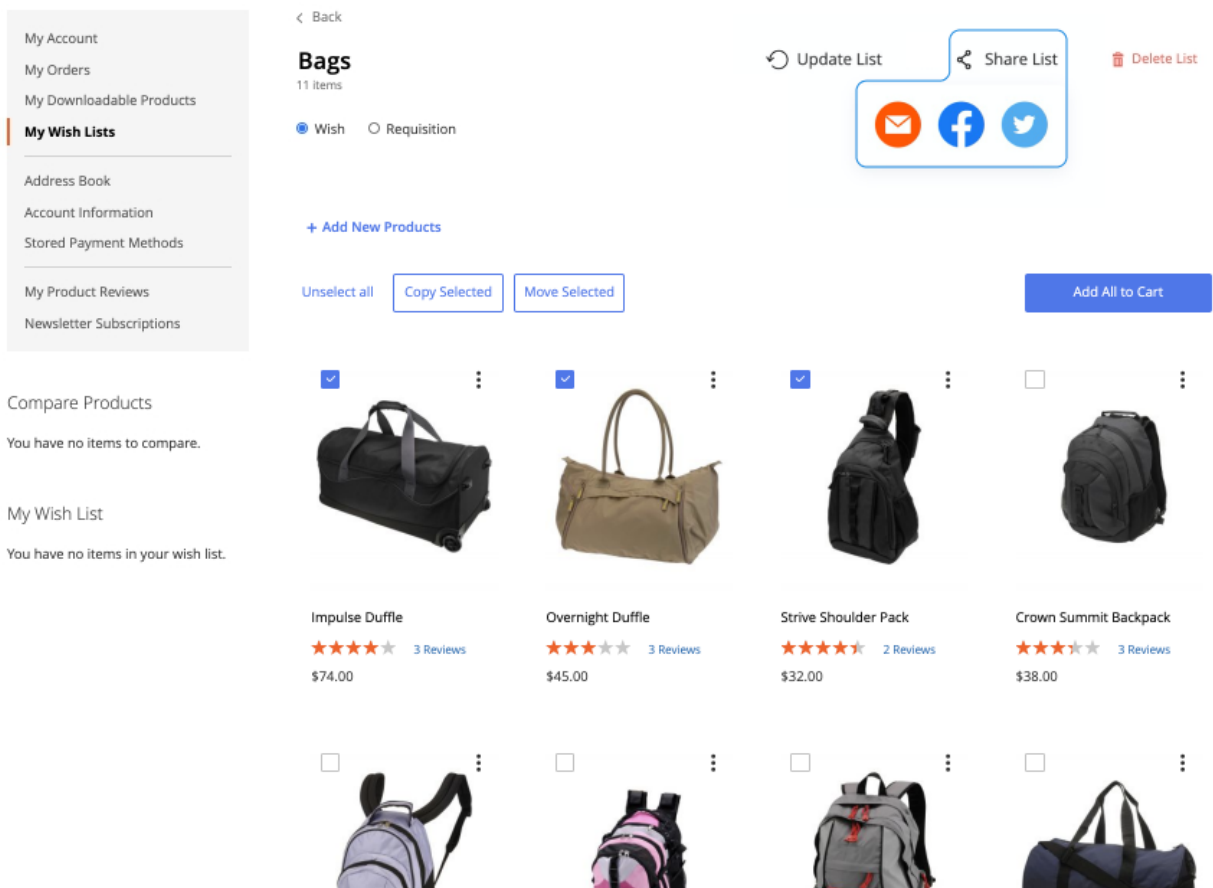 My Account
My Orders
My Downloadable Products
My Wish Lists
Address Book
Account Information
Stored Payment Methods
My Product Reviews
Newsletter Subscriptions
Compare Products
You have no items to compare.
My Wish List
You have no items in your wish list.
Back
Bags
11 items
Update List
Share List
Delete List
Wish
Requisition
+ Add New Products
Unselect all
Copy Selected
Move Selected
Add All to Cart
Impulse Duffle
3 Reviews
$74.00
Overnight Duffle
3 Reviews
$45.00
Strive Shoulder Pack
2 Reviews
$32.00
Crown Summit Backpack
3 Reviews
$38.00